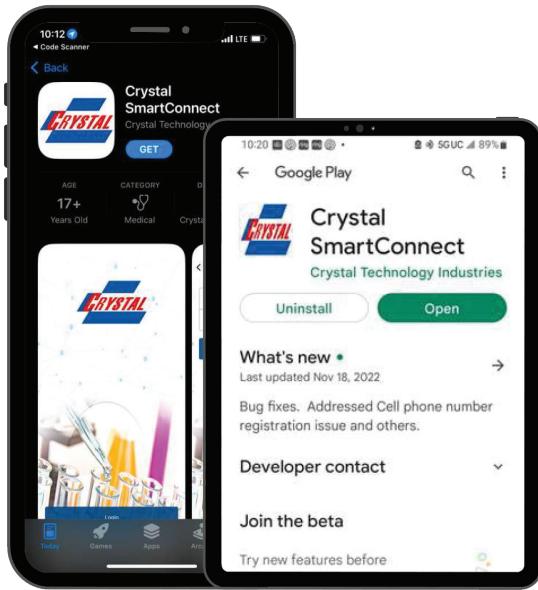 10:12
LTE
Code Scanner
Back
CRYSTAL
Crystal
SmartConnect
Crystal Technology
GET
AGE
CATEGORY
D
17+
Years Old
Medical
Crysta
CRYSTAL
Login
Today
Games
Apps
Arc
10:20
5GUC
89%
Google Play
CRYSTAL
Crystal
SmartConnect
Crystal Technology Industries
Uninstall
Open
What's new
Last updated Nov 18, 2022
Bug fixes. Addressed Cell phone number
registration issue and others.
Developer contact
Join the beta
Try new features before